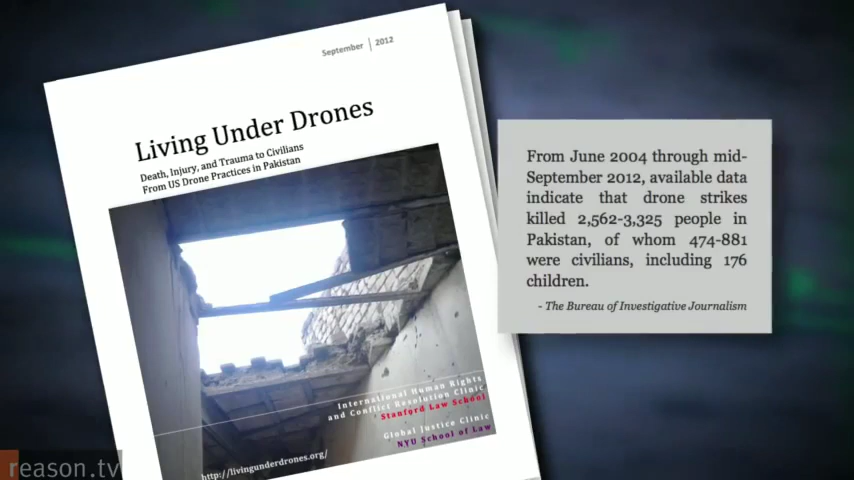 September | 2012
Living Under Drones
Death, Injury, and Trauma to Civilians
From US Drone Practices in Pakistan
International Human Rights
and Conflict Resolution Clinic
Stanford Law School
Global Justice Clinic
NYU School of Law
http://livingunderdrones.org/
From June 2004 through mid-
September 2012, available data
indicate that drone strikes
killed 2,562-3,325 people in
Pakistan, of whom 474-881
were civilians, including 176
children.
- The Bureau of Investigative Journalism
reason.tv